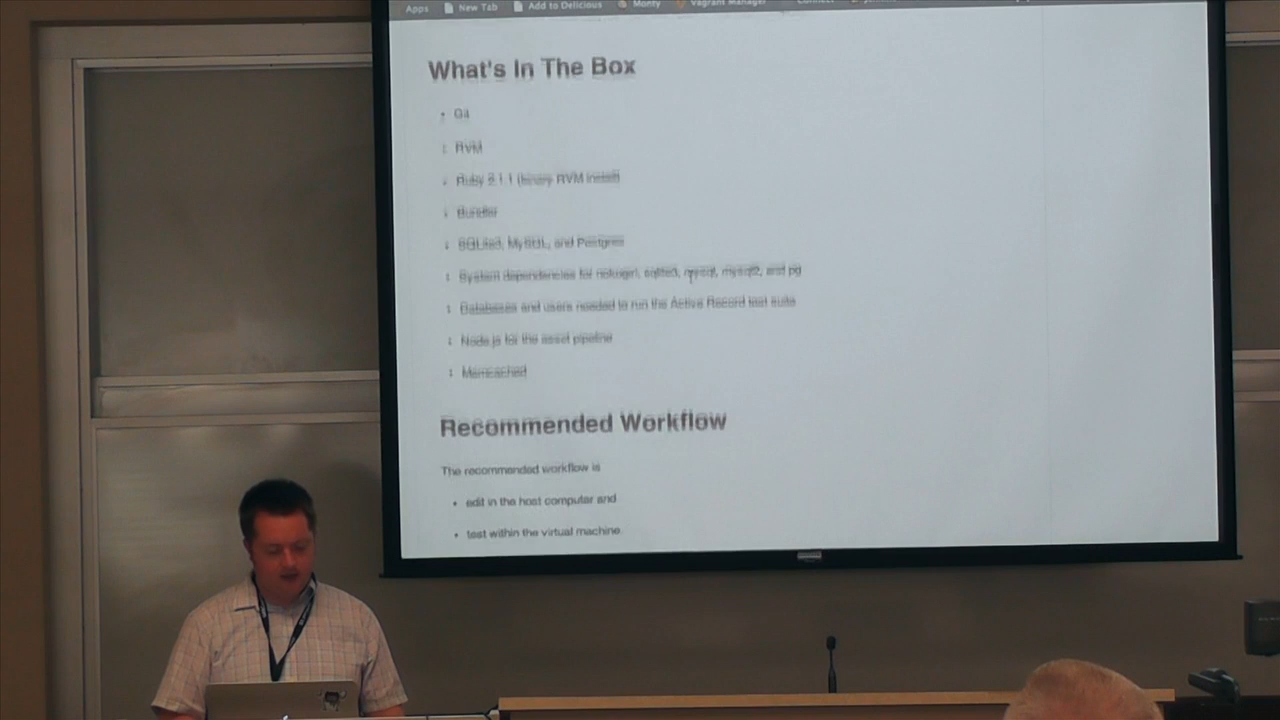 Apps New Tab Add to Delicious Monty Vagrant Manager Connect
What's In The Box
Git
RVM
Ruby 2.1.1 (binary RVM install)
Bundler
SQLite3, MySQL, and Postgres
System dependencies for nokogiri, sqlite3, mysql, mysql2, and pg
Databases and users needed to run the Active Record test suite
Node.js for the asset pipeline
Memcached
Recommended Workflow
The recommended workflow is
edit in the host computer and
test within the virtual machine.